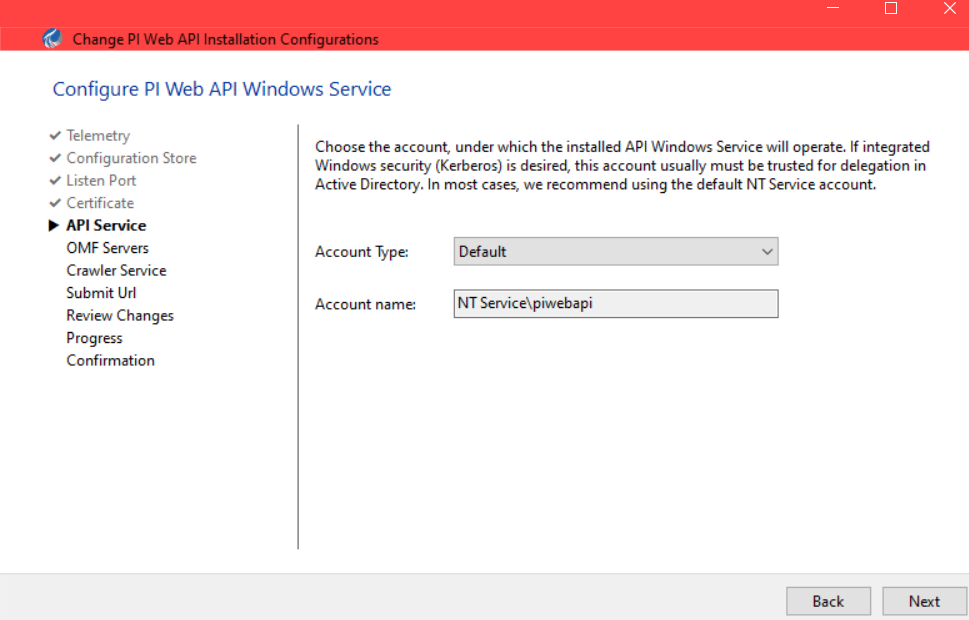 Change PI Web API Installation Configurations
Configure PI Web API Windows Service
Telemetry
Configuration Store
Listen Port
Certificate
API Service
OMF Servers
Crawler Service
Submit Url
Review Changes
Progress
Confirmation
Choose the account, under which the installed API Windows Service will operate. If integrated
Windows security (Kerberos) is desired, this account usually must be trusted for delegation in
Active Directory. In most cases, we recommend using the default NT Service account.
Account Type: Default
Account name: NT Service\piwebapi
Back Next